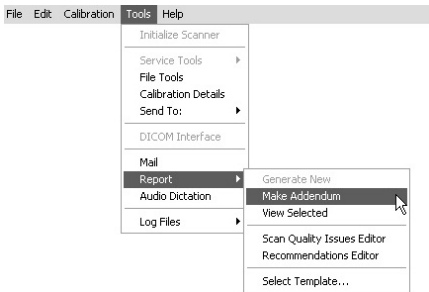 File Edit Calibration Tools Help
Initialize Scanner
Service Tools
File Tools
Calibration Details
Send To:
DICOM Interface
Mail
Report
Audio Dictation
Log Files
Generate New
Make Addendum
View Selected
Scan Quality Issues Editor
Recommendations Editor
Select Template...